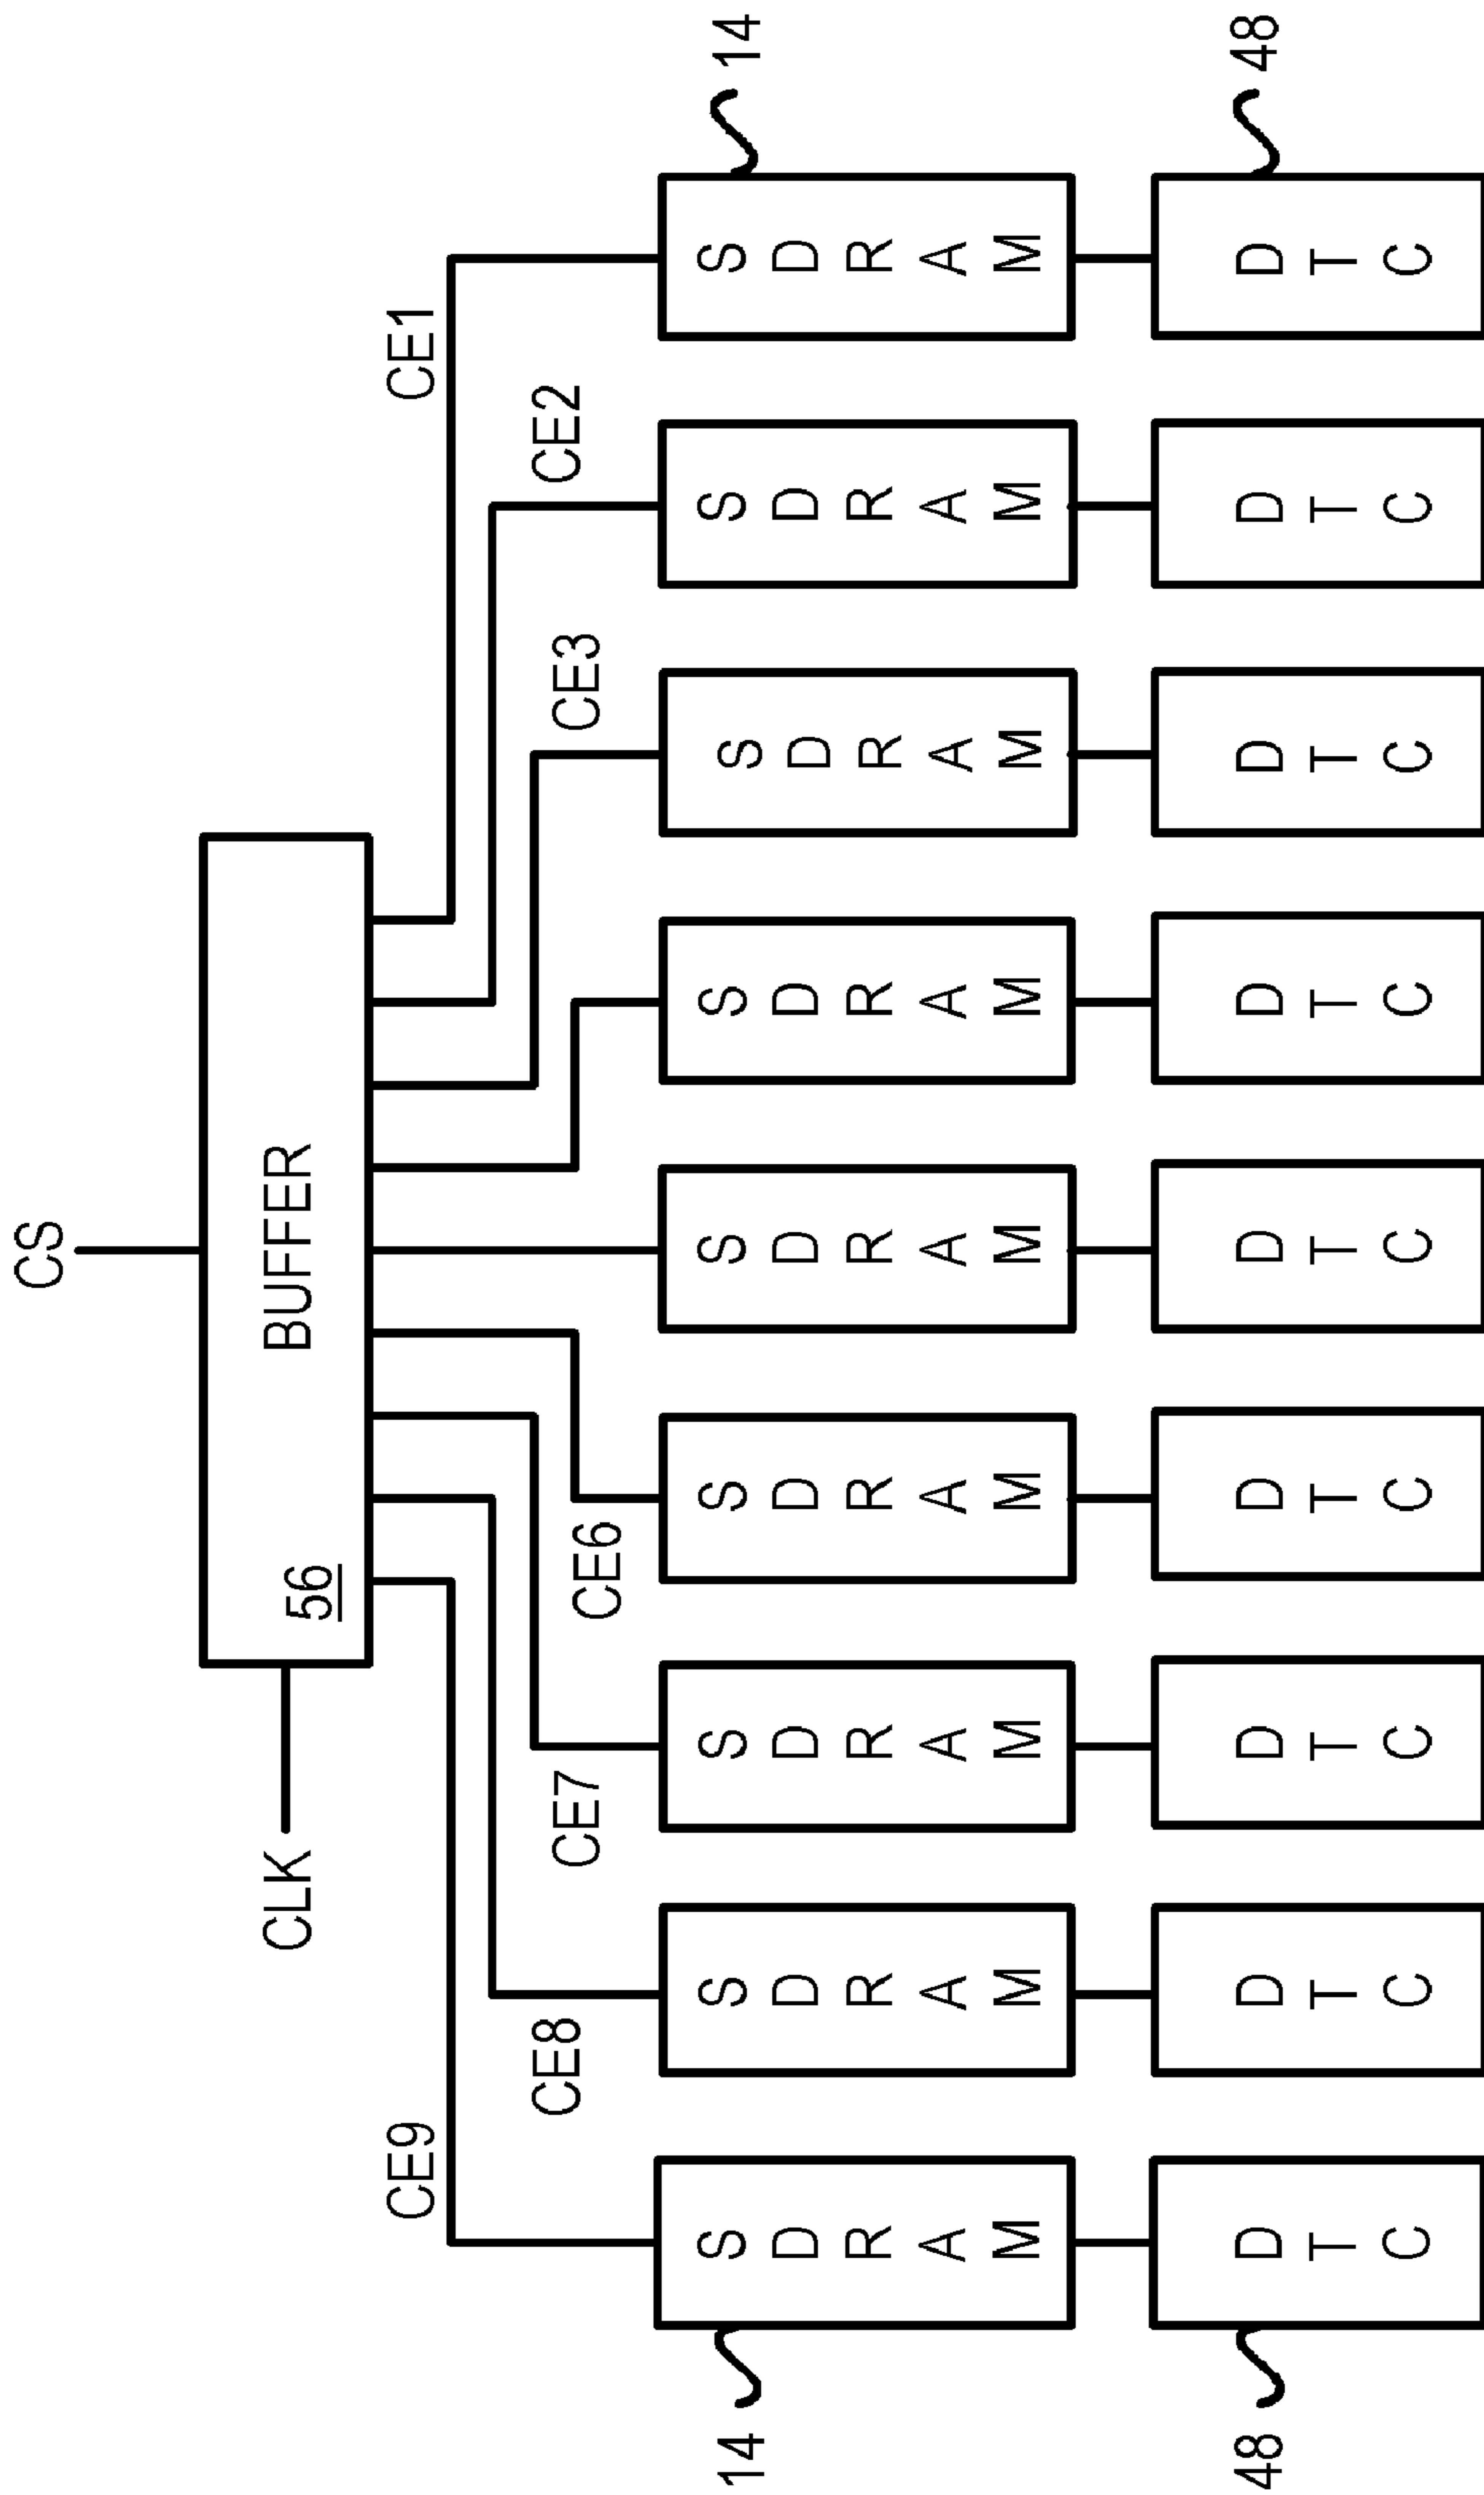 CS
BUFFER
56
CLK
CE9
CE1
CE8
CE2
CE7
CE3
CE6
14
SDRAM
SDRAM
SDRAM
SDRAM
SDRAM
SDRAM
SDRAM
SDRAM
SDRAM
14
48
DTC
DTC
DTC
DTC
DTC
DTC
DTC
DTC
DTC
48